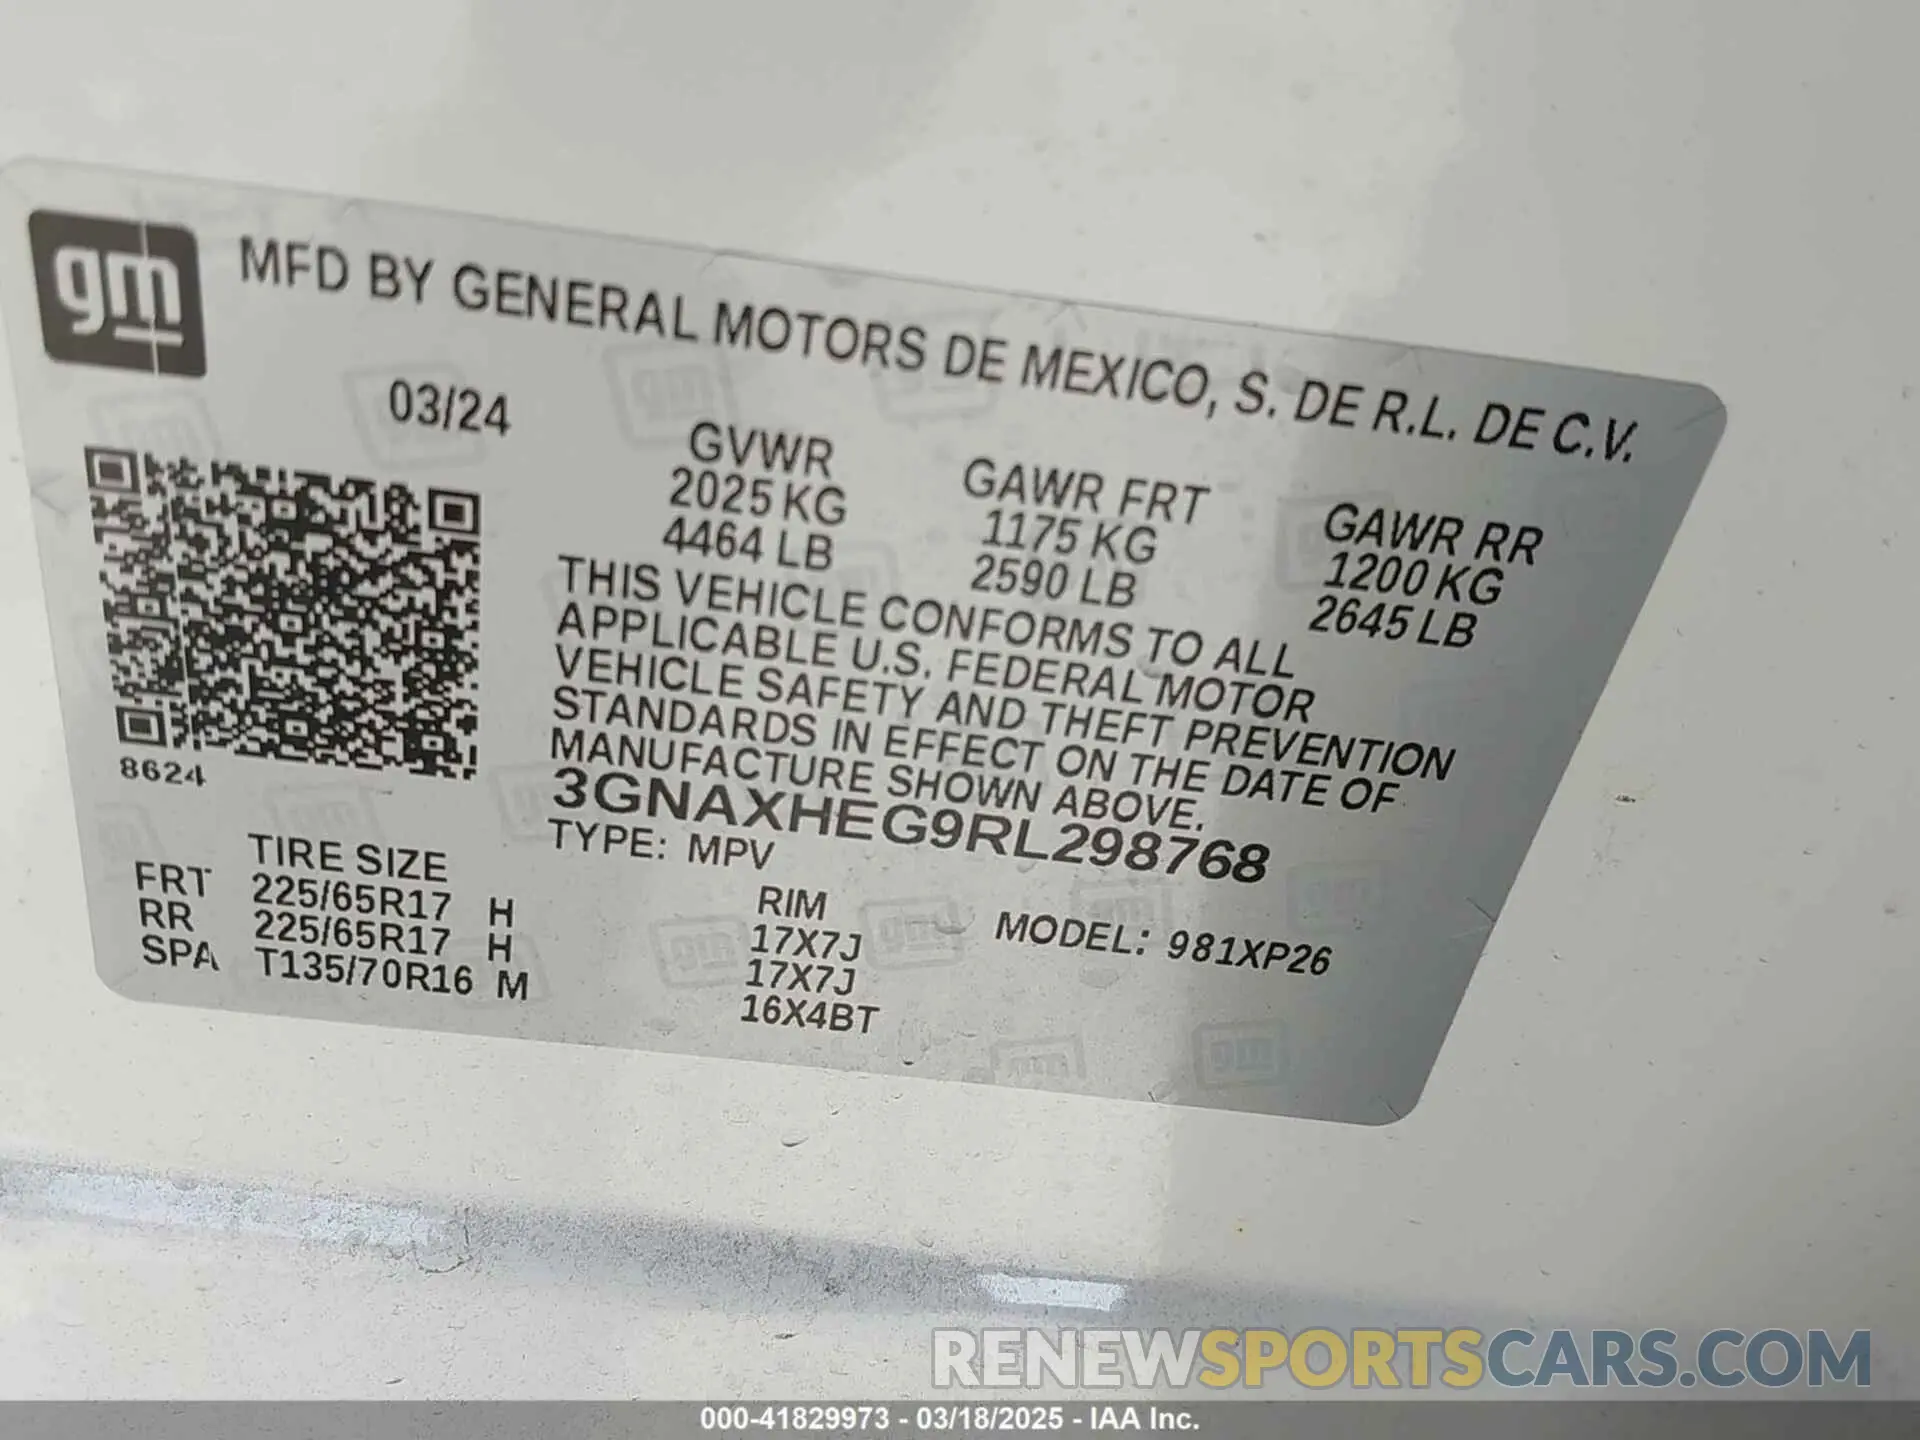 gm
MFD BY GENERAL MOTORS DE MEXICO, S. DE R.L. DE C.V.
03/24
GVWR
2025 KG
4464 LB
GAWR FRT
1175 KG
2590 LB
GAWR RR
1200 KG
2645 LB
THIS VEHICLE CONFORMS TO ALL
APPLICABLE U.S. FEDERAL MOTOR
VEHICLE SAFETY AND THEFT PREVENTION
STANDARDS IN EFFECT ON THE DATE OF
MANUFACTURE SHOWN ABOVE.
3GNAXHEG9RL298768
TYPE: MPV
8624
TIRE SIZE
FRT 225/65R17 H
RR 225/65R17 H
SPA T135/70R16 M
RIM
17X7J
17X7J
16X4BT
MODEL: 981XP26
RENEWSPORTSCARS.COM
000-41829973 - 03/18/2025 - IAA Inc.